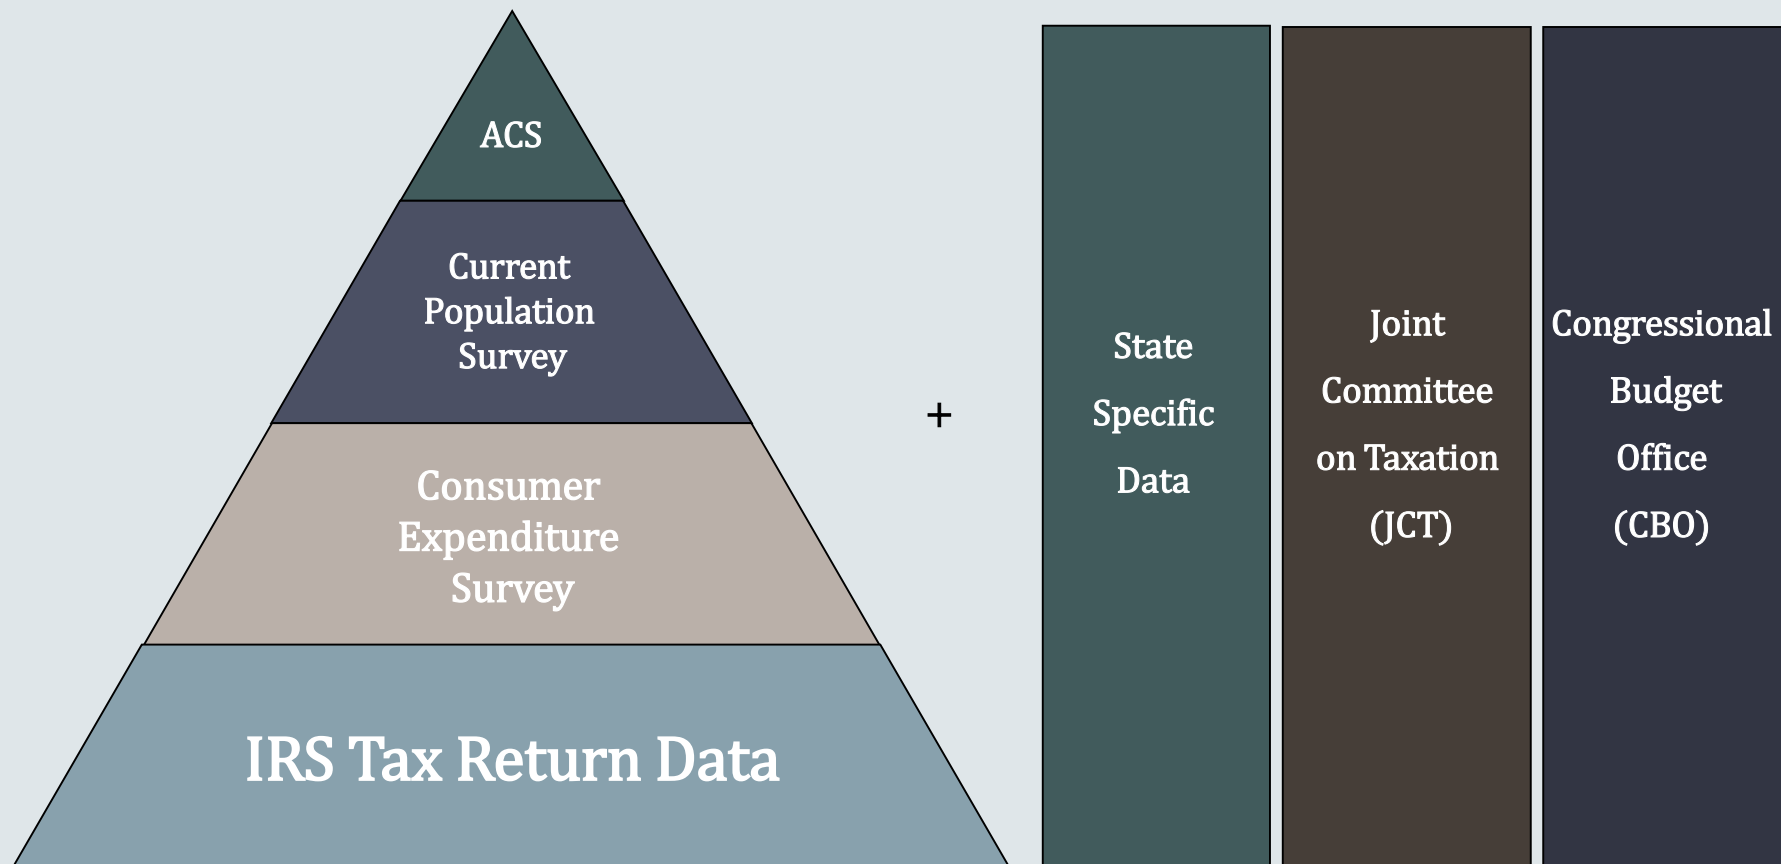 ACS
Current
Population
Survey
Consumer
Expenditure
Survey
IRS Tax Return Data
+
State
Specific
Data
Joint
Committee
on Taxation
(JCT)
Congressional
Budget
Office
(CBO)